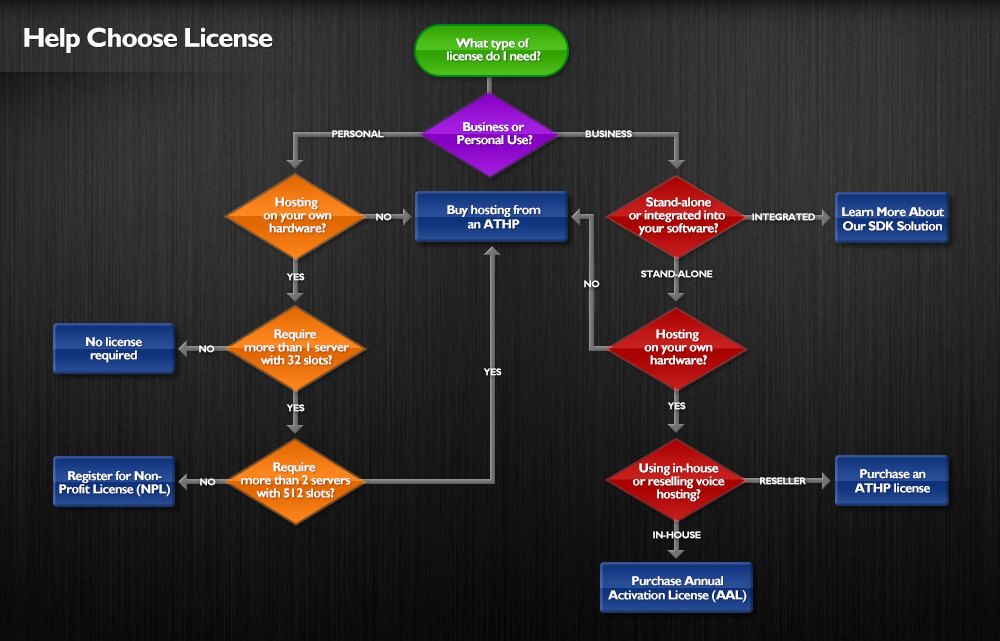 Help Choose License
What type of
license do I need?
Business or
Personal Use?
PERSONAL
BUSINESS
Hosting
on your own
hardware?
NO
Buy hosting from
an ATHP
Stand-alone
or integrated into
your software?
INTEGRATED
Learn More About
Our SDK Solution
YES
STAND-ALONE
NO
Require
more than 1 server
with 32 slots?
NO
No license
required
Hosting
on your own
hardware?
YES
YES
YES
Require
more than 2 servers
with 512 slots?
NO
Register for Non-
Profit License (NPL)
Using in-house
or reselling voice
hosting?
RESELLER
Purchase an
ATHP license
IN-HOUSE
Purchase Annual
Activation License (AAL)